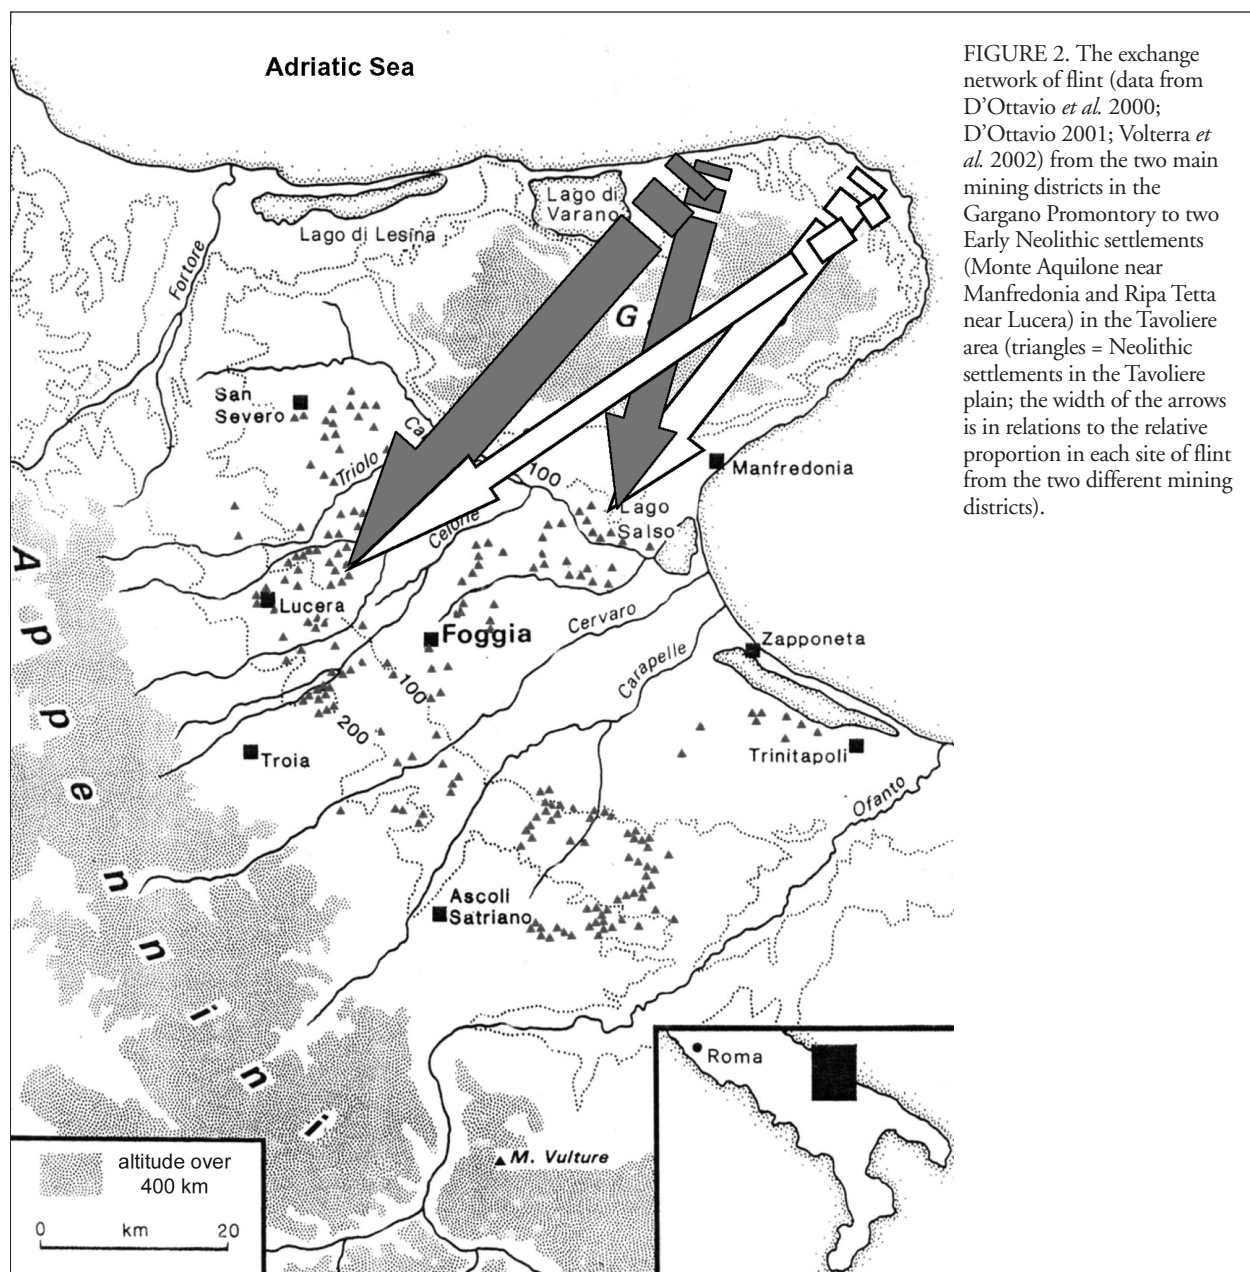 Adriatic Sea
FIGURE 2. The exchange
network of flint (data from
D’Ottavio et al. 2000;
D’Ottavio 2001; Volterra et
al. 2002) from the two main
mining districts in the
Gargano Promontory to two
Early Neolithic settlements
(Monte Aquilone near
Manfredonia and Ripa Tetta
near Lucera) in the Tavoliere
area (triangles = Neolithic
settlements in the Tavoliere
plain; the width of the arrows
is in relations to the relative
proportion in each site of flint
from the two different mining
districts).
Lago di
Varano
Lago di Lesina
Fortore
G
San
Severo
Triolo
Ca
100
Manfredonia
Lago
Salso
Celone
Lucera
Foggia
Cervaro
Zapponeta
Carapelle
100
200
Troia
Trinitapoli
Ofanto
Appennini
Ascoli
Satriano
Roma
M. Vulture
altitude over
400 km
0 km 20